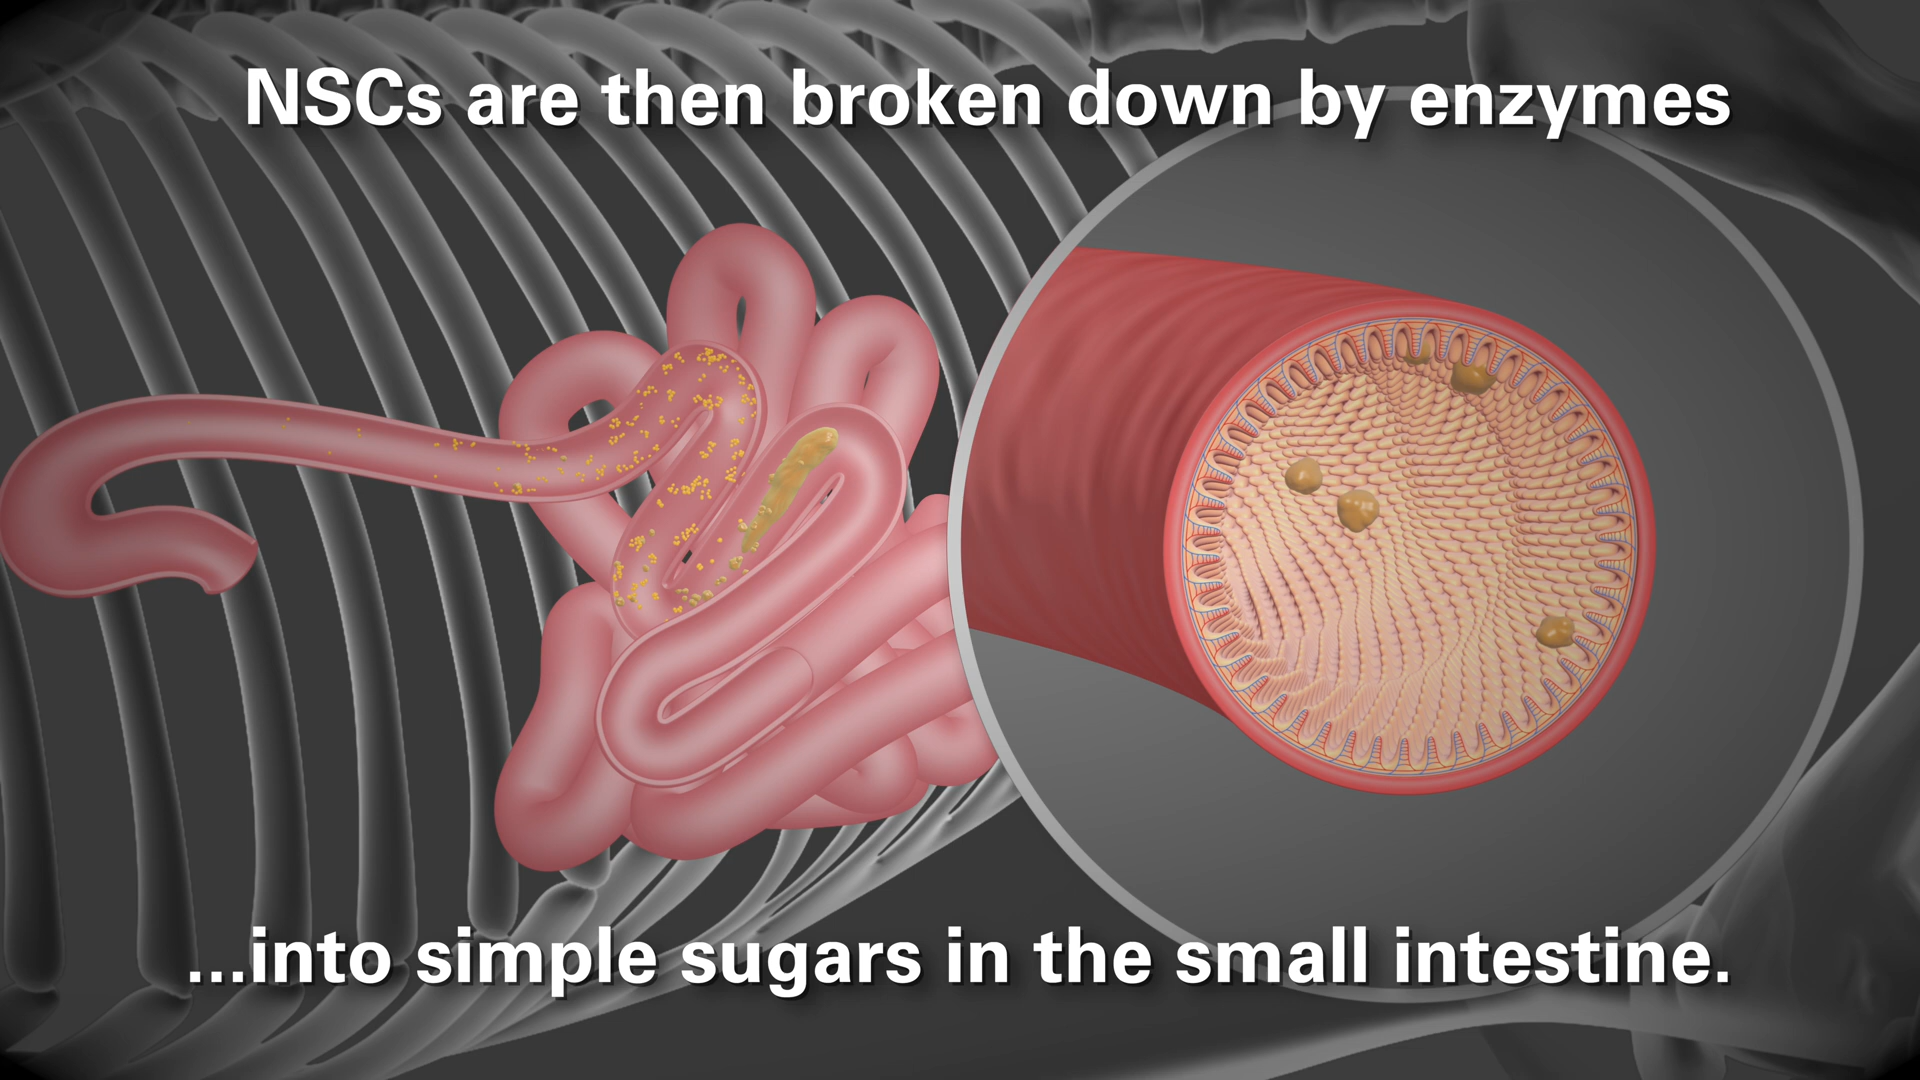 NSCs are then broken down by enzymes
...into simple sugars in the small intestine.